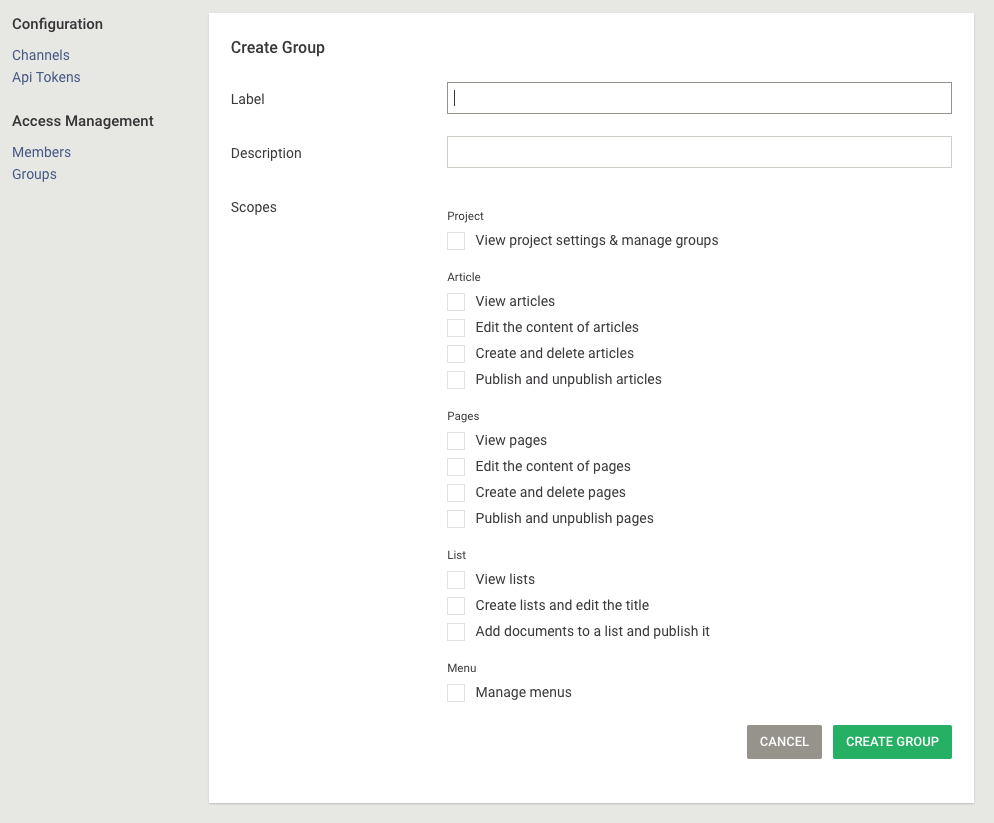 Configuration
Channels
Api Tokens
Access Management
Members
Groups
Create Group
Label
Description
Scopes
Project
View project settings & manage groups
Article
View articles
Edit the content of articles
Create and delete articles
Publish and unpublish articles
Pages
View pages
Edit the content of pages
Create and delete pages
Publish and unpublish pages
List
View lists
Create lists and edit the title
Add documents to a list and publish it
Menu
Manage menus
CANCEL
CREATE GROUP